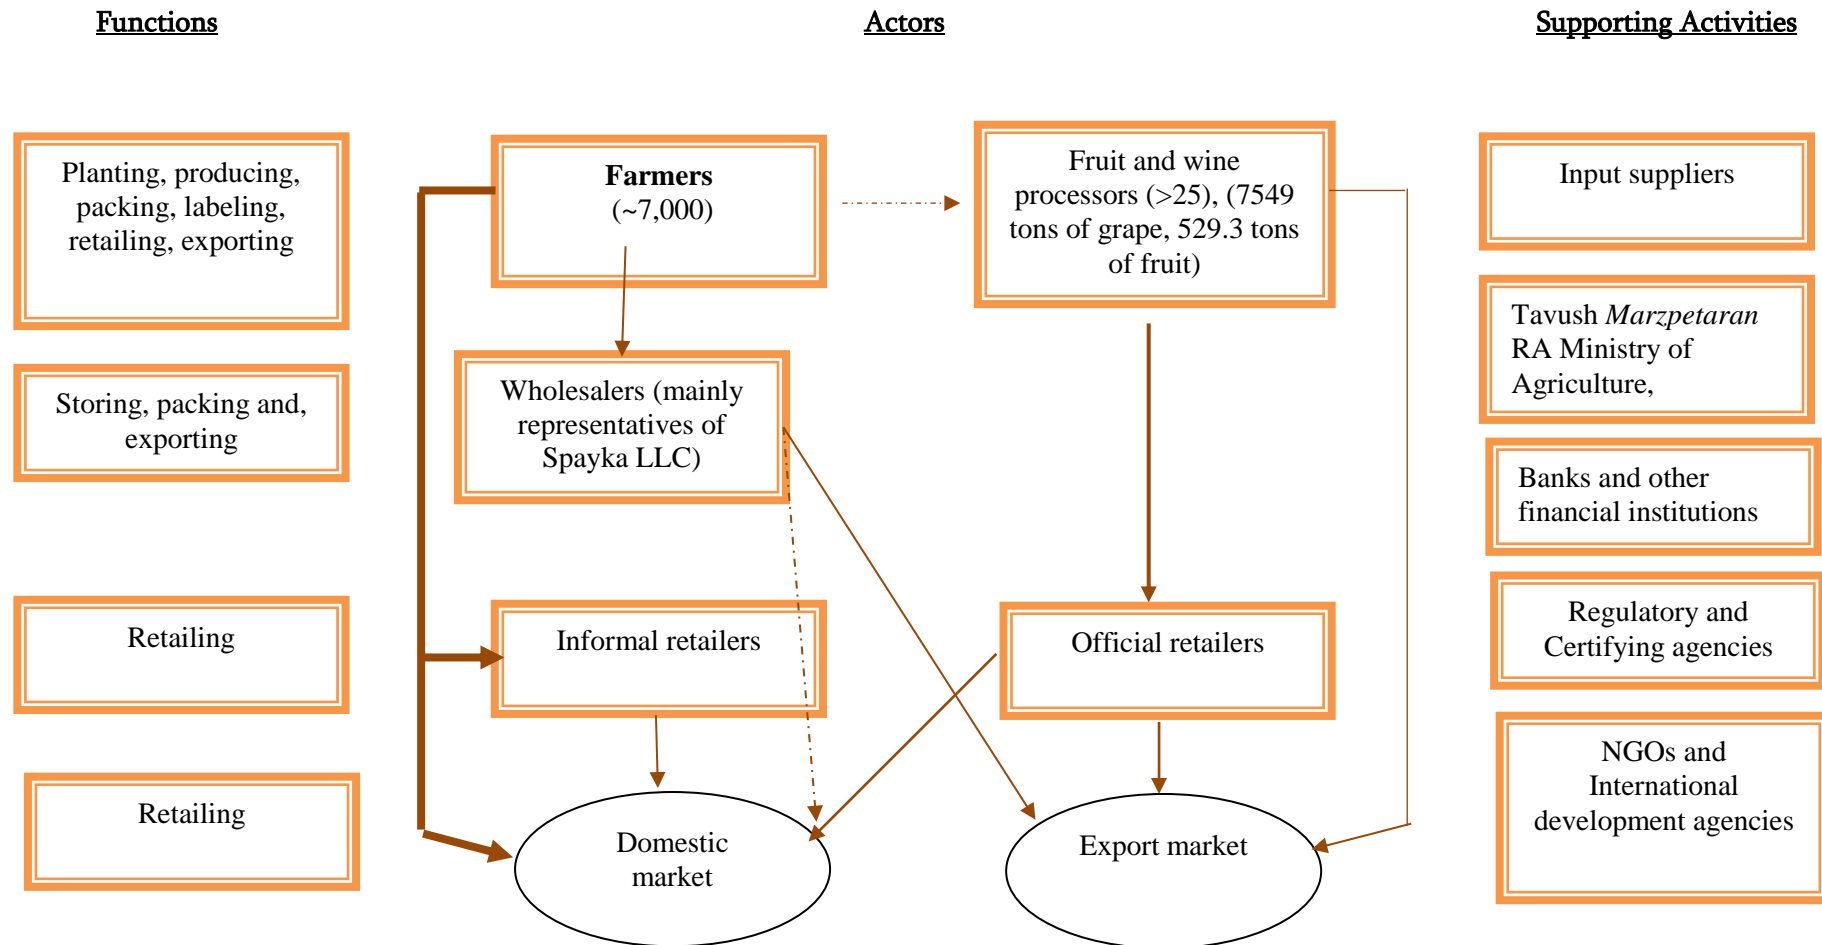 Functions
Actors
Supporting Activities
Planting, producing,
packing, labeling,
retailing, exporting
Farmers
(~7,000)
Fruit and wine
processors (>25), (7549
tons of grape, 529.3 tons
of fruit)
Input suppliers
Tavush Marzpetaran
RA Ministry of
Agriculture,
Storing, packing and,
exporting
Wholesalers (mainly
representatives of
Spayka LLC)
Banks and other
financial institutions
Retailing
Informal retailers
Official retailers
Regulatory and
Certifying agencies
Retailing
Domestic
market
Export market
NGOs and
International
development agencies